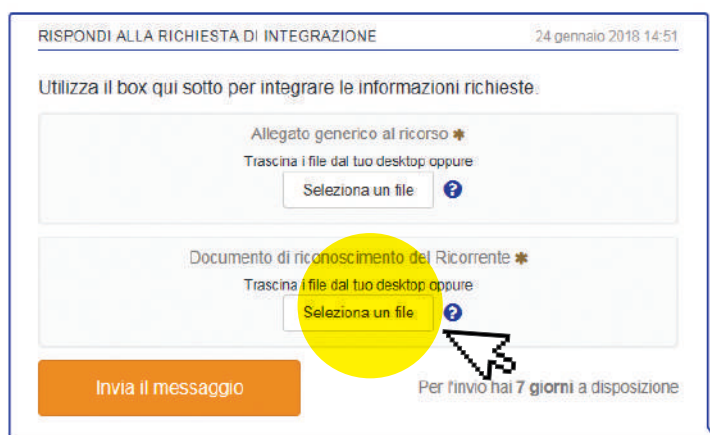 RISPONDI ALLA RICHIESTA DI INTEGRAZIONE 24 gennaio 2018 14:51
Utilizza il box qui sotto per integrare le informazioni richieste.
Allegato generico al ricorso *
Trascina i file dal tuo desktop oppure
Seleziona un file ?
Documento di riconoscimento del Ricorrente *
Trascina i file dal tuo desktop oppure
Seleziona un file ?
Invia il messaggio Per l'invio hai 7 giorni a disposizione